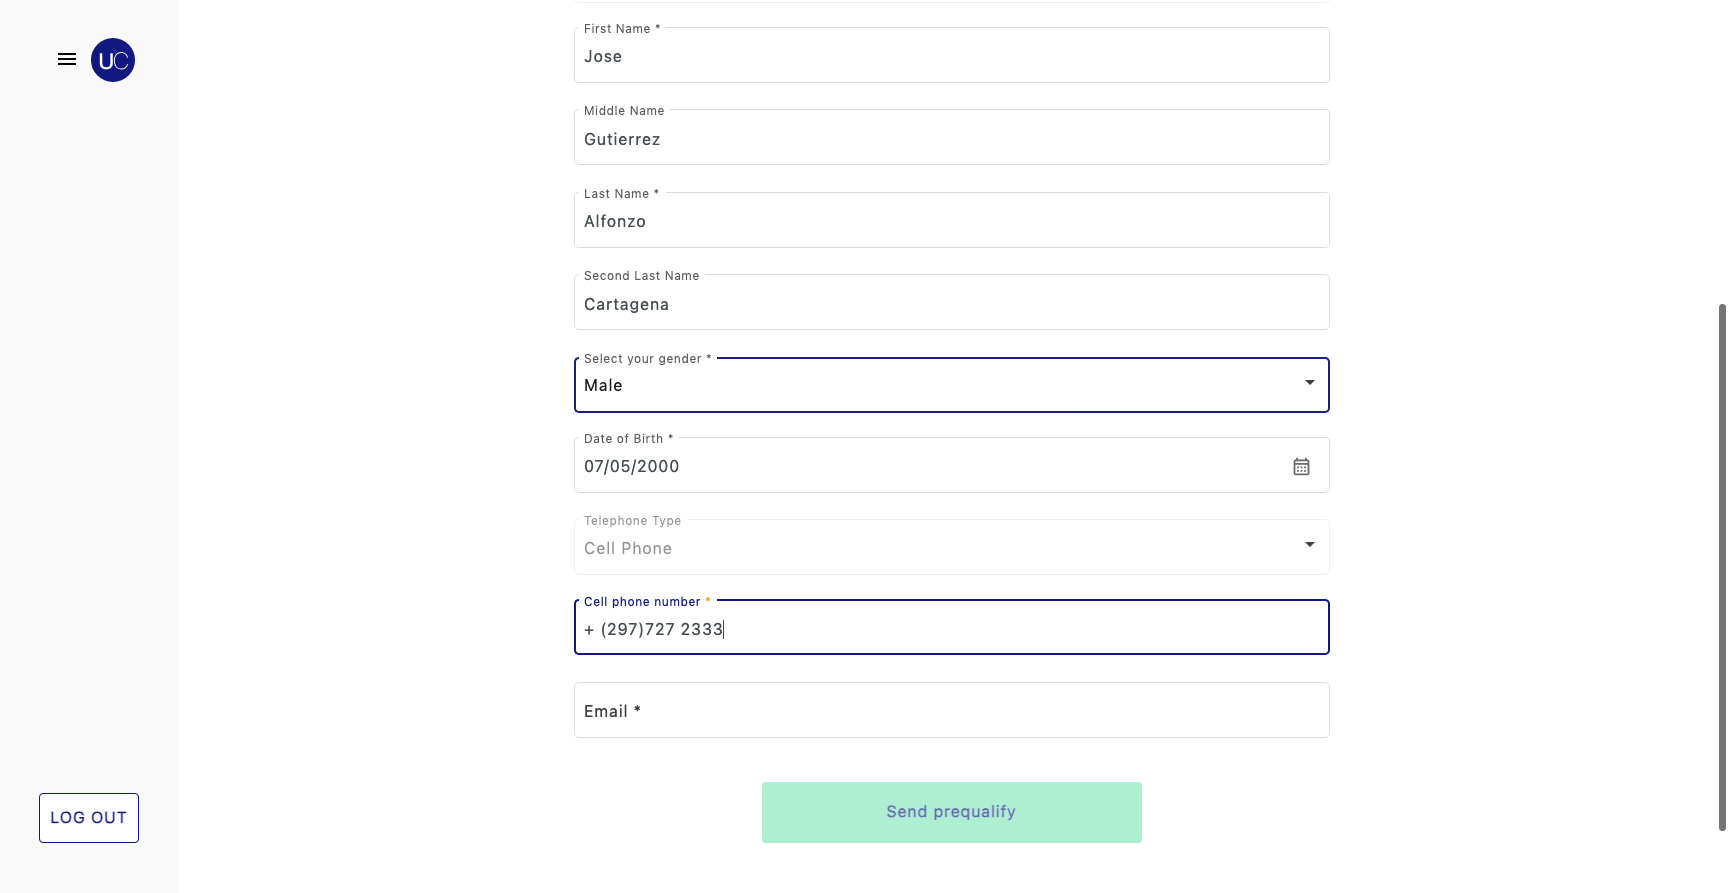 UC
First Name *
Jose
Middle Name
Gutierrez
Last Name *
Alfonzo
Second Last Name
Cartagena
Select your gender *
Male
Date of Birth *
07/05/2000
Telephone Type
Cell Phone
Cell phone number *
+ (297)727 2333
Email *
Send prequalify
LOG OUT